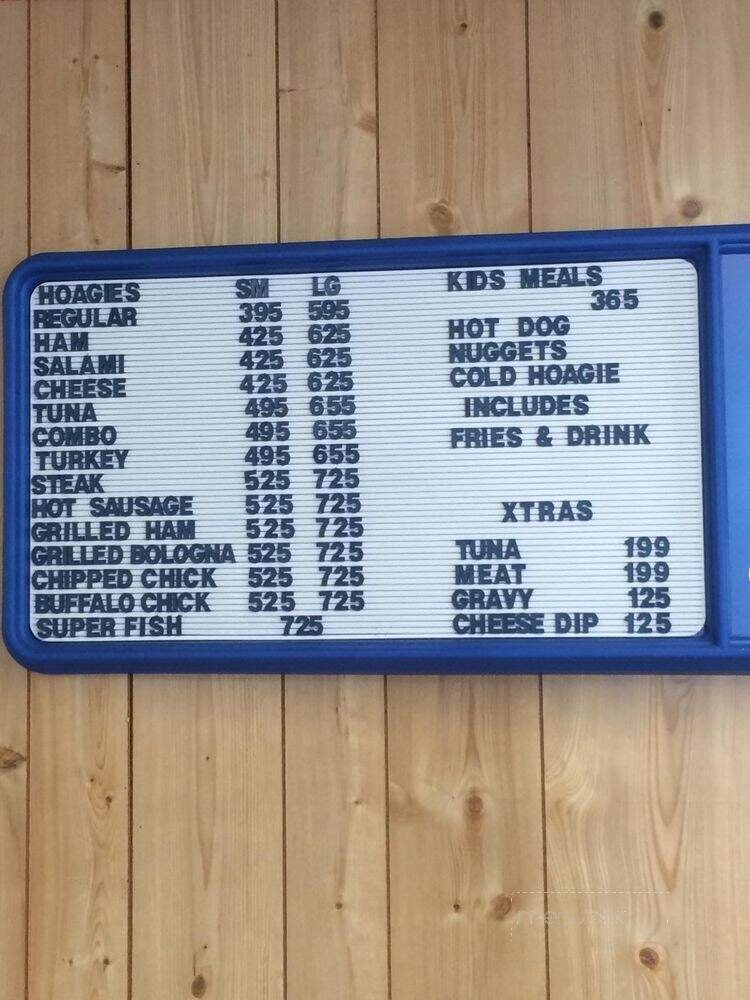 HOAGIES SM LG
REGULAR 395 595
HAM 425 625
SALAMI 425 625
CHEESE 425 625
TUNA 495 655
COMBO 495 655
TURKEY 495 655
STEAK 525 725
HOT SAUSAGE 525 725
GRILLED HAM 525 725
GRILLED BOLOGNA 525 725
CHIPPED CHICK 525 725
BUFFALO CHICK 525 725
SUPER FISH 725
KIDS MEALS
365
HOT DOG
NUGGETS
COLD HOAGIE
INCLUDES
FRIES & DRINK
XTRAS
TUNA 199
MEAT 199
GRAVY 125
CHEESE DIP 125